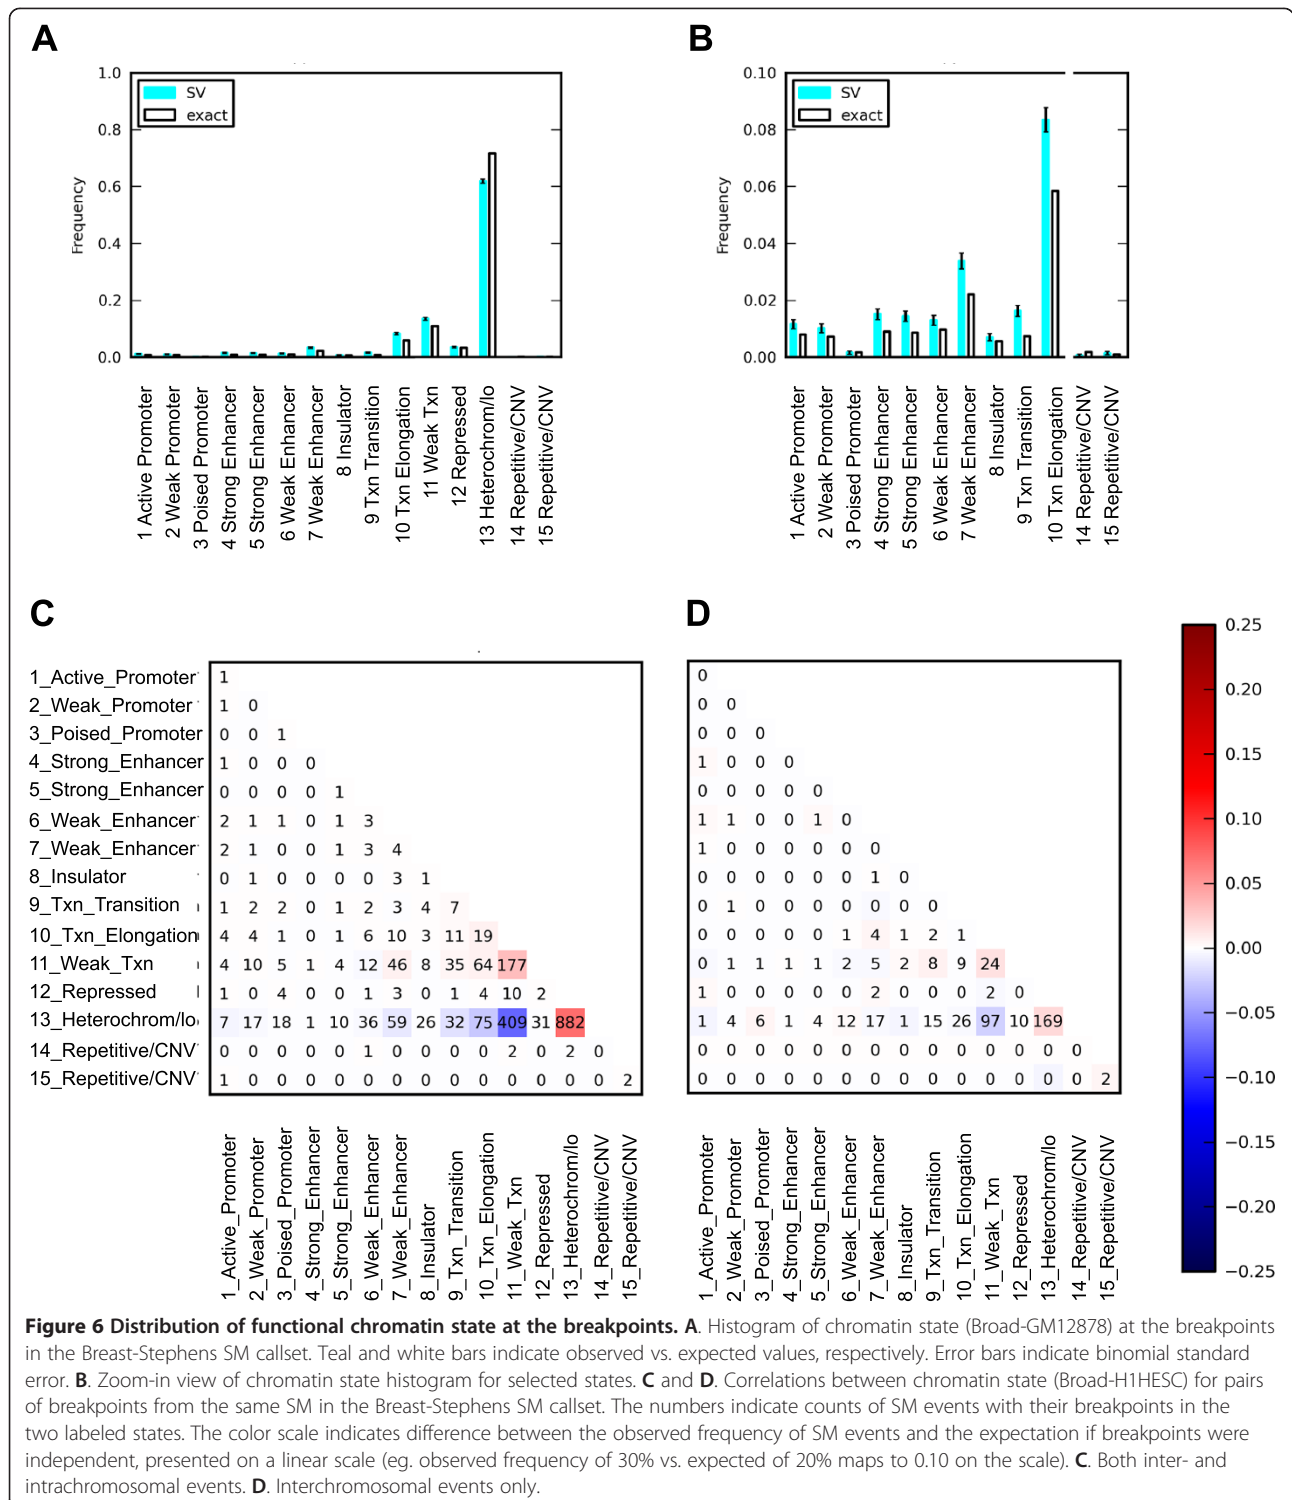 A
B
1.0
0.8
0.6
0.4
0.2
0.0
Frequency
SV
exact
1 Active Promoter
2 Weak Promoter
3 Poised Promoter
4 Strong Enhancer
5 Strong Enhancer
6 Weak Enhancer
7 Weak Enhancer
8 Insulator
9 Txn Transition
10 Txn Elongation
11 Weak Txn
12 Repressed
13 Heterochrom/lo
14 Repetitive/CNV
15 Repetitive/CNV
0.10
0.08
0.06
0.04
0.02
0.00
Frequency
SV
exact
1 Active Promoter
2 Weak Promoter
3 Poised Promoter
4 Strong Enhancer
5 Strong Enhancer
6 Weak Enhancer
7 Weak Enhancer
8 Insulator
9 Txn Transition
10 Txn Elongation
14 Repetitive/CNV
15 Repetitive/CNV
C
1_Active_Promoter 1
2_Weak_Promoter 1 0
3_Poised_Promoter 0 0 1
4_Strong_Enhancer 1 0 0 0
5_Strong_Enhancer 0 0 0 0 1
6_Weak_Enhancer 2 1 1 0 1 3
7_Weak_Enhancer 2 1 0 0 1 3 4
8_Insulator 0 1 0 0 0 0 3 1
9_Txn_Transition 1 2 2 0 1 2 3 4 7
10_Txn_Elongation 4 4 1 0 1 6 10 3 11 19
11_Weak_Txn 4 10 5 1 4 12 46 8 35 64 177
12_Repressed 1 0 4 0 0 1 3 0 1 4 10 2
13_Heterochrom/lo 7 17 18 1 10 36 59 26 32 75 409 31 882
14_Repetitive/CNV 0 0 0 0 0 1 0 0 0 0 2 0 2 0
15_Repetitive/CNV 1 0 0 0 0 0 0 0 0 0 0 0 0 0 2
1_Active_Promoter
2_Weak_Promoter
3_Poised_Promoter
4_Strong_Enhancer
5_Strong_Enhancer
6_Weak_Enhancer
7_Weak_Enhancer
8_Insulator
9_Txn_Transition
10_Txn_Elongation
11_Weak_Txn
12_Repressed
13_Heterochrom/lo
14_Repetitive/CNV
15_Repetitive/CNV
D
0
0 0
0 0 0
1 0 0 0
0 0 0 0 0
1 1 0 0 1 0
1 0 0 0 0 0 0
0 0 0 0 0 0 1 0
0 1 0 0 0 0 0 0 0
0 0 0 0 0 1 4 1 2 1
0 1 1 1 1 2 5 2 8 9 24
1 0 0 0 0 0 2 0 0 0 2 0
1 4 6 1 4 12 17 1 15 26 97 10 169
0 0 0 0 0 0 0 0 0 0 0 0 0 0
0 0 0 0 0 0 0 0 0 0 0 0 0 0 2
1_Active_Promoter
2_Weak_Promoter
3_Poised_Promoter
4_Strong_Enhancer
5_Strong_Enhancer
6_Weak_Enhancer
7_Weak_Enhancer
8_Insulator
9_Txn_Transition
10_Txn_Elongation
11_Weak_Txn
12_Repressed
13_Heterochrom/lo
14_Repetitive/CNV
15_Repetitive/CNV
0.25
0.20
0.15
0.10
0.05
0.00
−0.05
−0.10
−0.15
−0.20
−0.25
Figure 6 Distribution of functional chromatin state at the breakpoints. A. Histogram of chromatin state (Broad-GM12878) at the breakpoints
in the Breast-Stephens SM callset. Teal and white bars indicate observed vs. expected values, respectively. Error bars indicate binomial standard
error. B. Zoom-in view of chromatin state histogram for selected states. C and D. Correlations between chromatin state (Broad-H1HESC) for pairs
of breakpoints from the same SM in the Breast-Stephens SM callset. The numbers indicate counts of SM events with their breakpoints in the
two labeled states. The color scale indicates difference between the observed frequency of SM events and the expectation if breakpoints were
independent, presented on a linear scale (eg. observed frequency of 30% vs. expected of 20% maps to 0.10 on the scale). C. Both inter- and
intrachromosomal events. D. Interchromosomal events only.